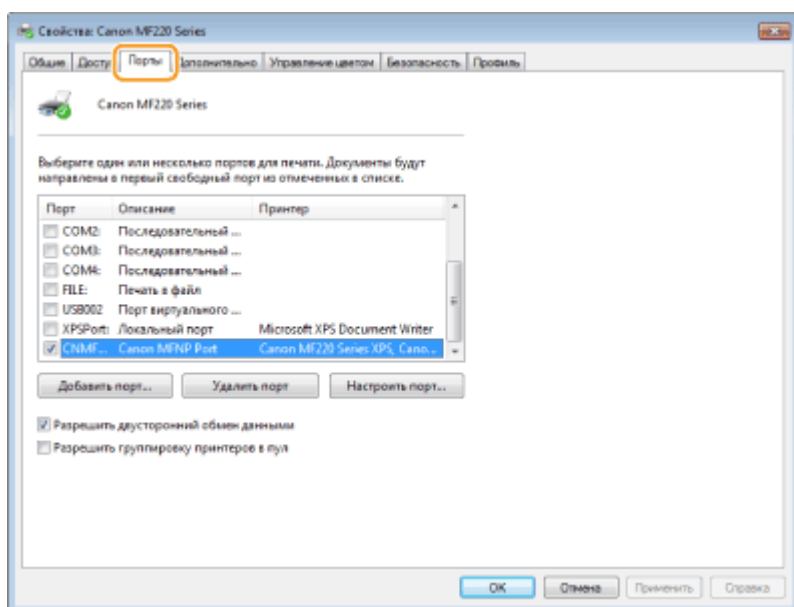 Свойства: Canon MF220 Series
Общие Досту Порты Дополнительно Управление цветом Безопасность Профиль
Canon MF220 Series
Выберите один или несколько портов для печати. Документы будут
направлены в первый свободный порт из отмеченных в списке.
Порт Описание Принтер
COM2: Последовательный ...
COM3: Последовательный ...
COM4: Последовательный ...
FILE: Печать в файл
USB002 Порт виртуального ...
XPSPort: Локальный порт Microsoft XPS Document Writer
CNMF... Canon MFNP Port Canon MF220 Series XPS, Cano...
Добавить порт... Удалить порт Настроить порт...
Разрешить двусторонний обмен данными
Разрешить группировку принтеров в пул
OK Отмена Применить Справка